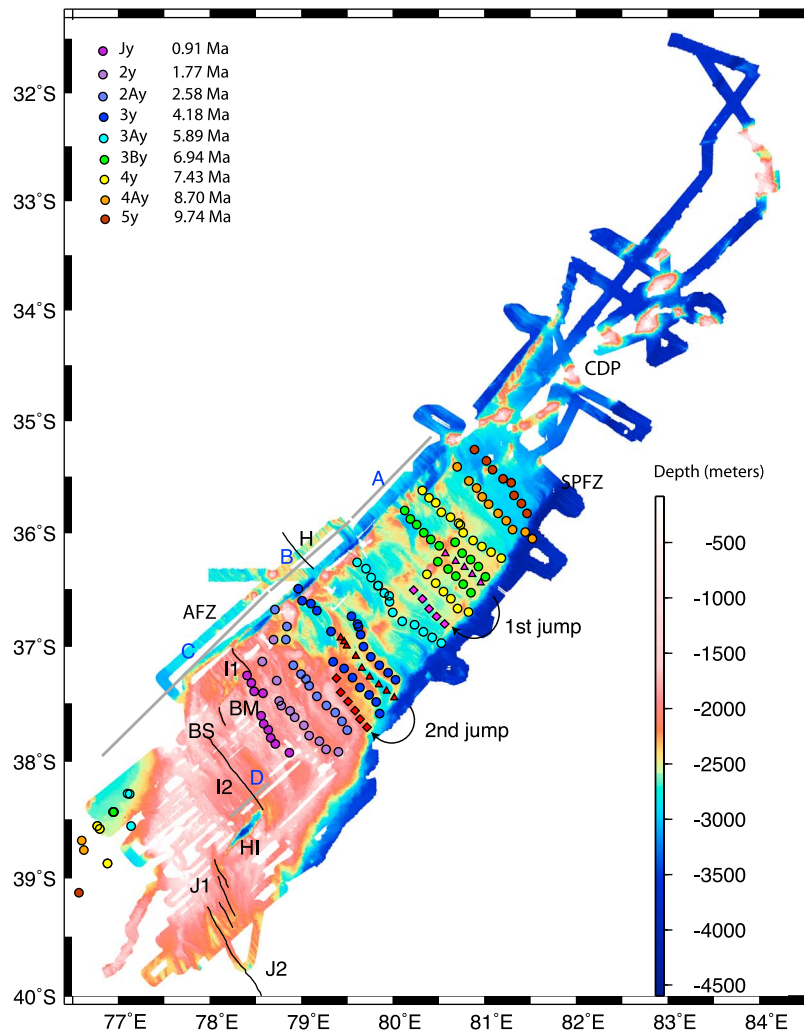 Jy 0.91 Ma
2y 1.77 Ma
2Ay 2.58 Ma
3y 4.18 Ma
3Ay 5.89 Ma
3By 6.94 Ma
4y 7.43 Ma
4Ay 8.70 Ma
5y 9.74 Ma
32˚S
33˚S
34˚S
35˚S
36˚S
37˚S
38˚S
39˚S
40˚S
CDP
A
SPFZ
H
B
AFZ
1st jump
C
I1
BM
BS
2nd jump
D
I2
HI
J1
J2
Depth (meters)
-500
-1000
-1500
-2000
-2500
-3000
-3500
-4000
-4500
77˚E
78˚E
79˚E
80˚E
81˚E
82˚E
83˚E
84˚E